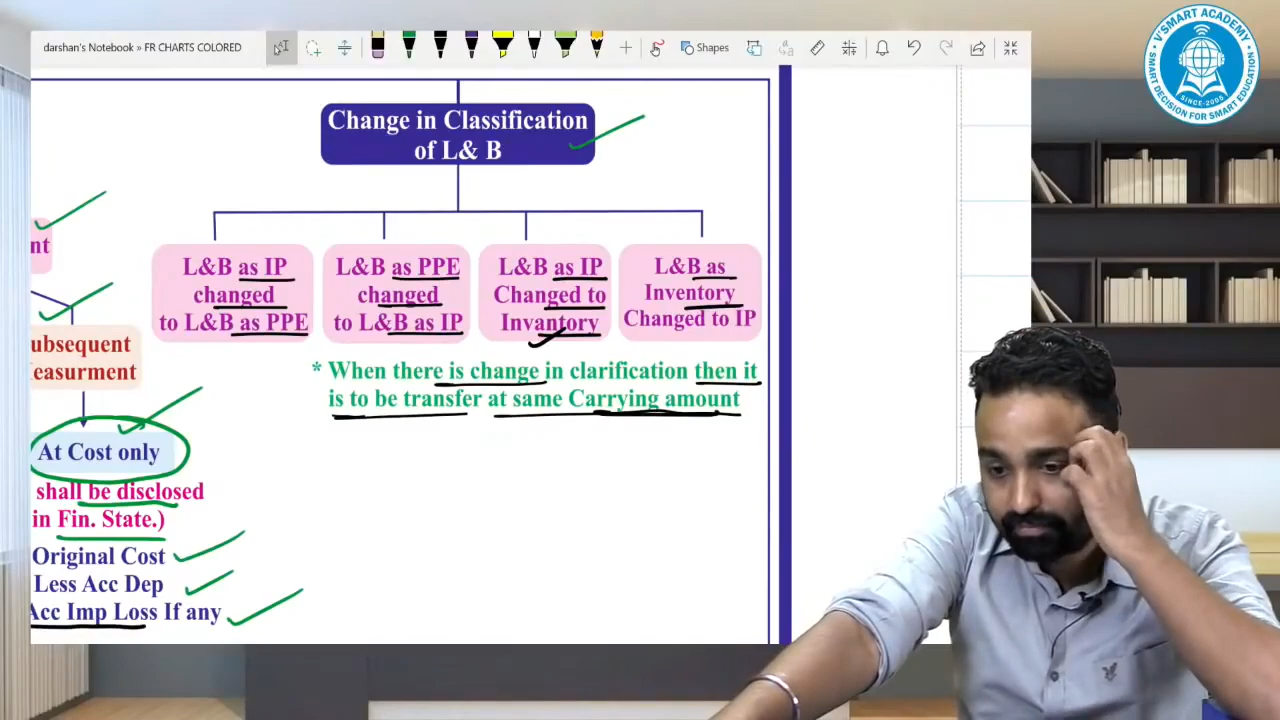 darshan's Notebook » FR CHARTS COLORED
Shapes
V'SMART ACADEMY
SINCE-2005
SMART DECISION FOR SMART EDUCATION
Change in Classification
of L& B
nt
L&B as IP
changed
to L&B as PPE
L&B as PPE
changed
to L&B as IP
L&B as IP
Changed to
Invantory
L&B as
Inventory
Changed to IP
* When there is change in clarification then it
is to be transfer at same Carrying amount
ubsequent
easurment
At Cost only
shall be disclosed
in Fin. State.)
Original Cost
Less Acc Dep
Acc Imp Loss If any